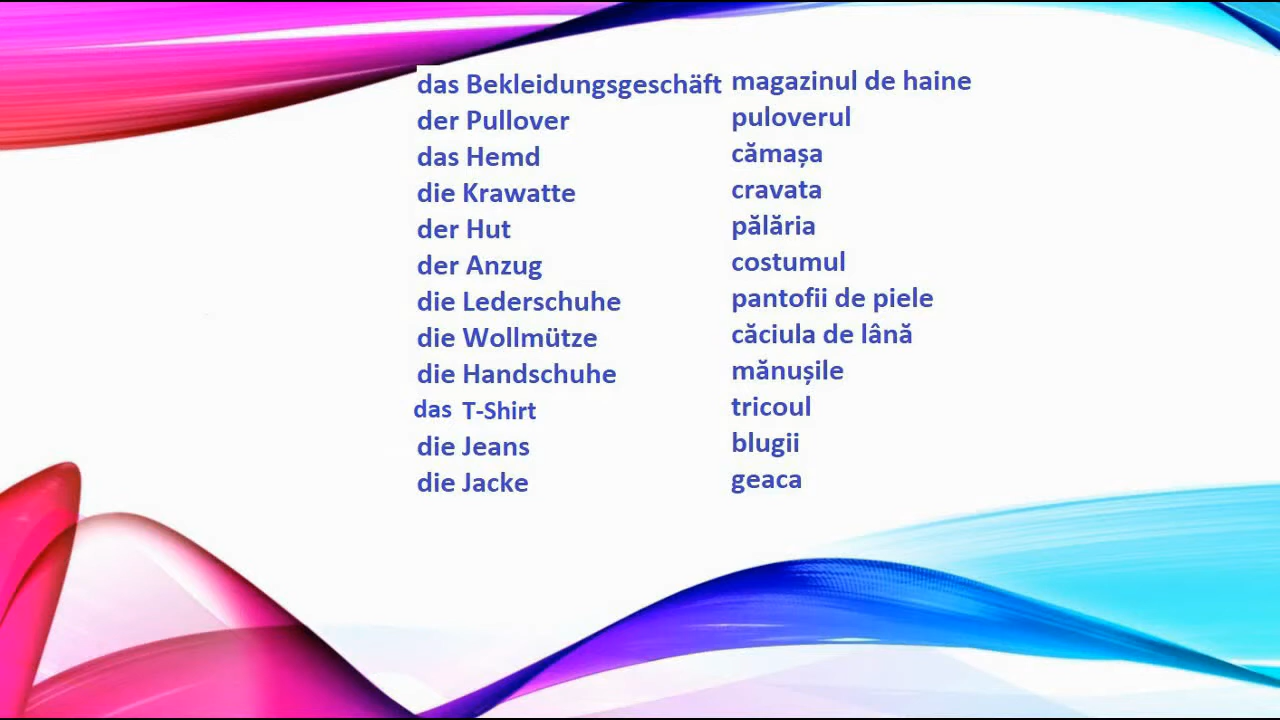 das Bekleidungsgeschäft magazinul de haine
der Pullover puloverul
das Hemd cămașa
die Krawatte cravata
der Hut pălăria
der Anzug costumul
die Lederschuhe pantofii de piele
die Wollmütze căciula de lână
die Handschuhe mănușile
das T-Shirt tricoul
die Jeans blugii
die Jacke geaca